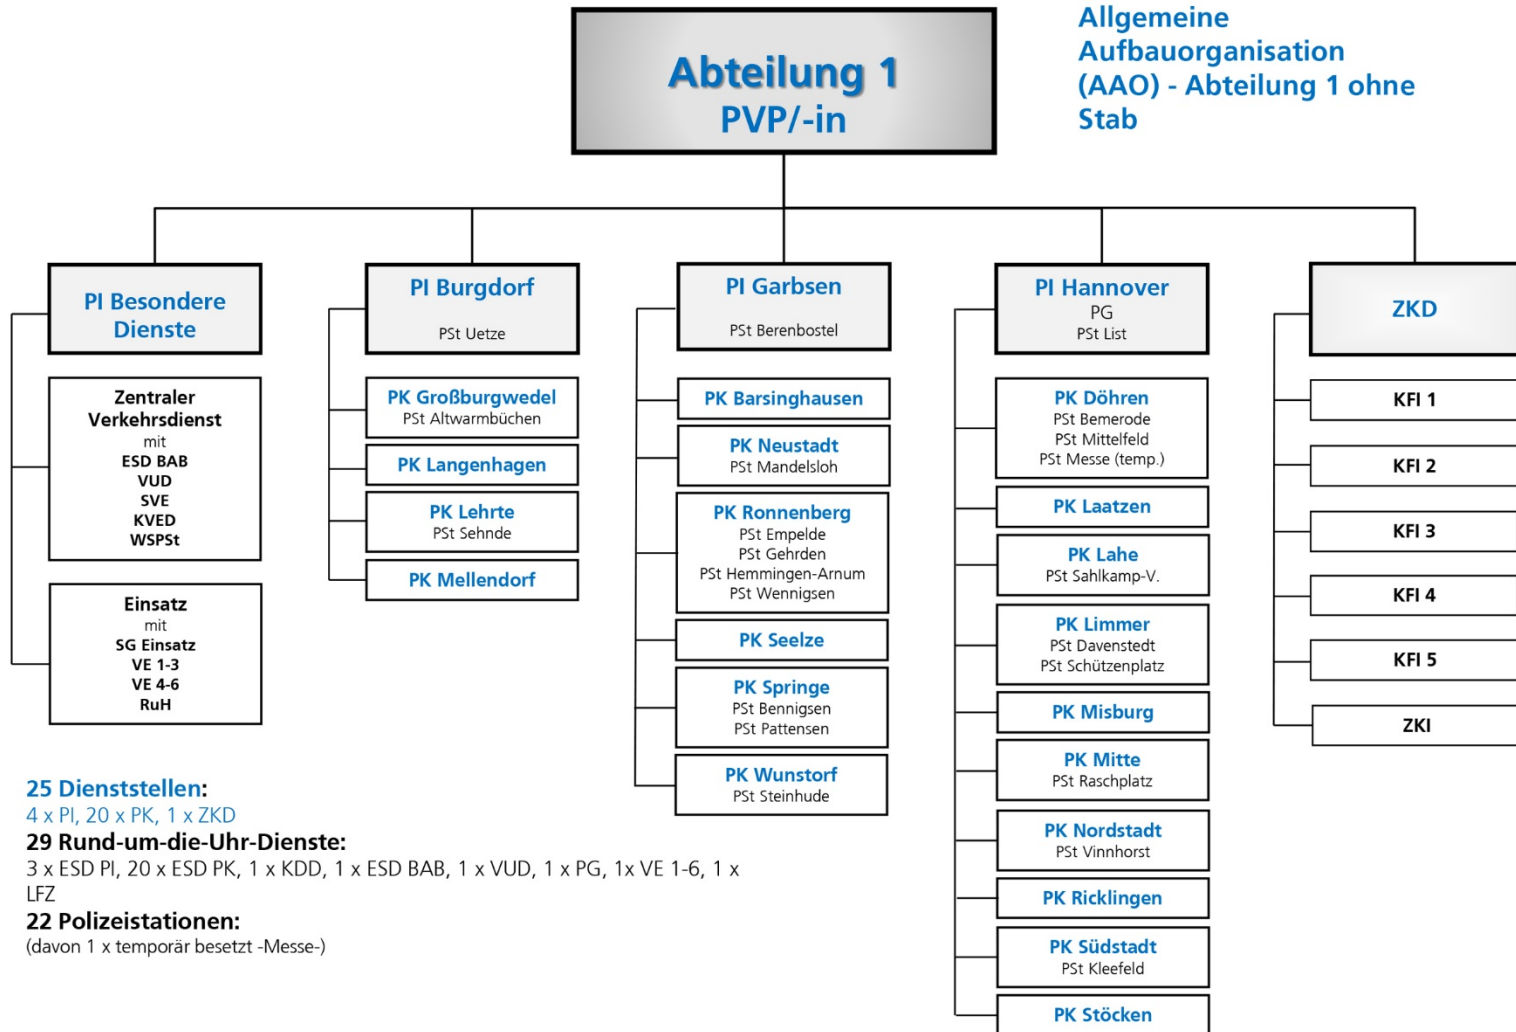 Allgemeine
Aufbauorganisation
(AAO) - Abteilung 1 ohne
Stab
Abteilung 1
PVP/-in
PI Besondere
Dienste
Zentraler
Verkehrsdienst
mit
ESD BAB
VUD
SVE
KVED
WSPSt
Einsatz
mit
SG Einsatz
VE 1-3
VE 4-6
RuH
PI Burgdorf
PSt Uetze
PK Großburgwedel
PSt Altwarmbüchen
PK Langenhagen
PK Lehrte
PSt Sehnde
PK Mellendorf
PI Garbsen
PSt Berenbostel
PK Barsinghausen
PK Neustadt
PSt Mandelsloh
PK Ronnenberg
PSt Empelde
PSt Gehrden
PSt Hemmingen-Arnum
PSt Wennigsen
PK Seelze
PK Springe
PSt Bennigsen
PSt Pattensen
PK Wunstorf
PSt Steinhude
PI Hannover
PG
PSt List
PK Döhren
PSt Bemerode
PSt Mittelfeld
PSt Messe (temp.)
PK Laatzen
PK Lahe
PSt Sahlkamp-V.
PK Limmer
PSt Davenstedt
PSt Schützenplatz
PK Misburg
PK Mitte
PSt Raschplatz
PK Nordstadt
PSt Vinnhorst
PK Ricklingen
PK Südstadt
PSt Kleefeld
PK Stöcken
ZKD
KFI 1
KFI 2
KFI 3
KFI 4
KFI 5
ZKI
25 Dienststellen:
4 x PI, 20 x PK, 1 x ZKD
29 Rund-um-die-Uhr-Dienste:
3 x ESD PI, 20 x ESD PK, 1 x KDD, 1 x ESD BAB, 1 x VUD, 1 x PG, 1x VE 1-6, 1 x
LFZ
22 Polizeistationen:
(davon 1 x temporär besetzt -Messe-)